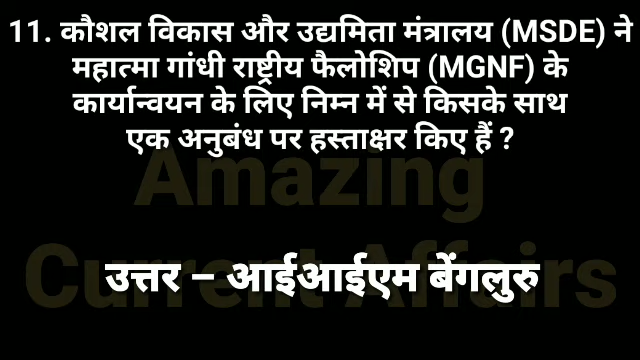 11. कौशल विकास और उद्यमिता मंत्रालय (MSDE) ने
महात्मा गांधी राष्ट्रीय फैलोशिप (MGNF) के
कार्यान्वयन के लिए निम्न में से किसके साथ
एक अनुबंध पर हस्ताक्षर किए हैं ?
Amazing
Current Affairs
उत्तर – आईआईएम बेंगलुरु